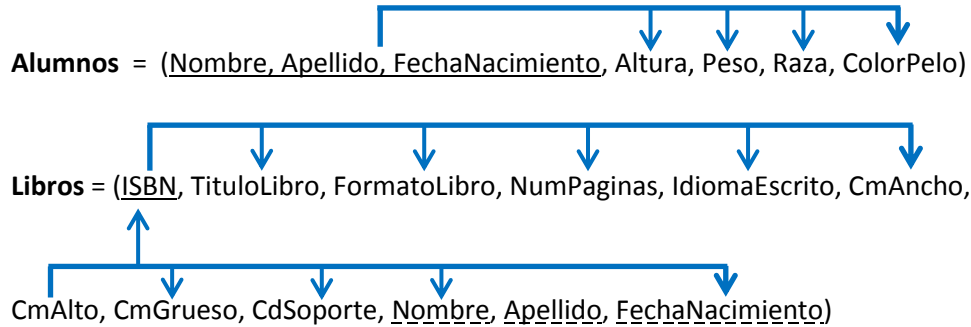 Alumnos = (Nombre, Apellido, FechaNacimiento, Altura, Peso, Raza, ColorPelo)
Libros = (ISBN, TituloLibro, FormatoLibro, NumPaginas, IdiomaEscrito, CmAncho,
CmAlto, CmGrueso, CdSoporte, Nombre, Apellido, FechaNacimiento)